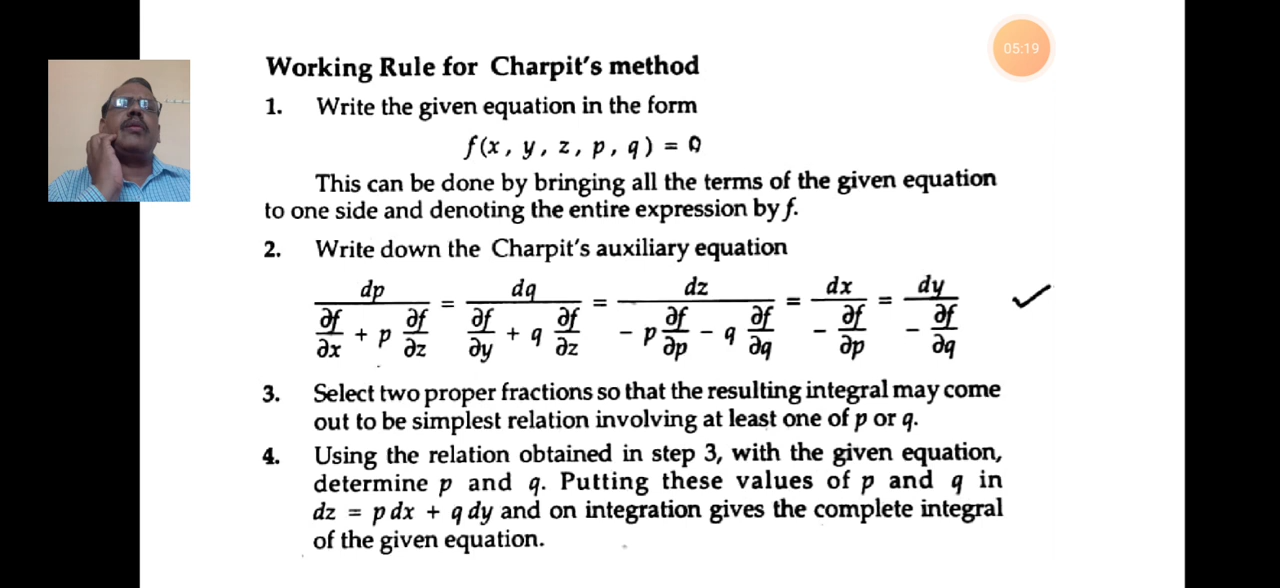 05:19
Working Rule for Charpit's method
1. Write the given equation in the form
f(x, y, z, p, q) = 0
This can be done by bringing all the terms of the given equation
to one side and denoting the entire expression by f.
2. Write down the Charpit's auxiliary equation
dp/(∂f/∂x + p ∂f/∂z) = dq/(∂f/∂y + q ∂f/∂z) = dz/(− p ∂f/∂p − q ∂f/∂q) = dx/(− ∂f/∂p) = dy/(− ∂f/∂q) ✓
3. Select two proper fractions so that the resulting integral may come
out to be simplest relation involving at least one of p or q.
4. Using the relation obtained in step 3, with the given equation,
determine p and q. Putting these values of p and q in
dz = p dx + q dy and on integration gives the complete integral
of the given equation.